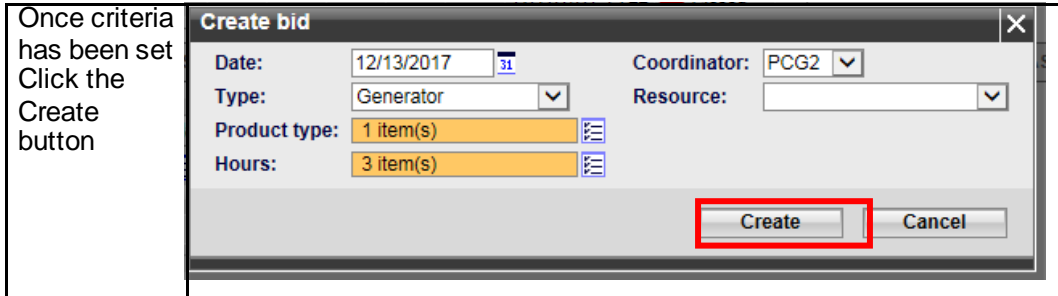 Once criteria
has been set
Click the
Create
button
Create bid
Date: 12/13/2017 31 Coordinator: PCG2
Type: Generator Resource:
Product type: 1 item(s)
Hours: 3 item(s)
Create Cancel